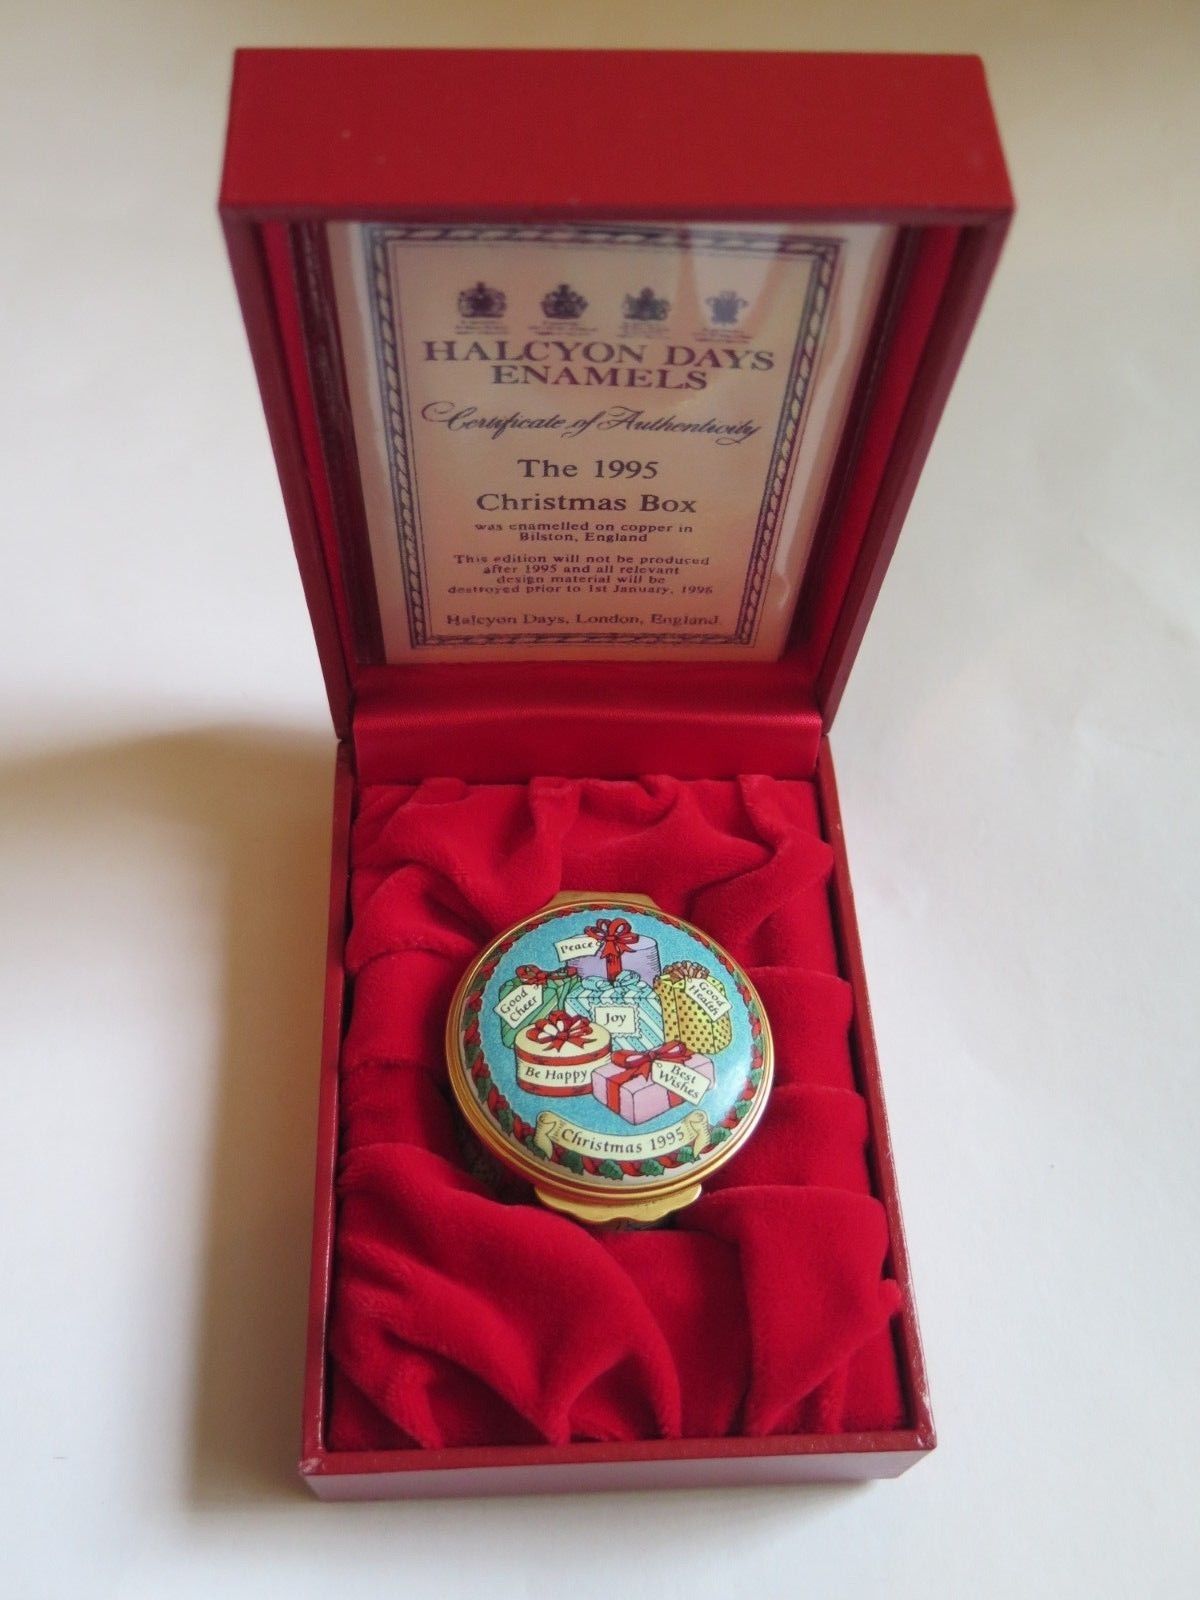 HALCYON DAYS
ENAMELS
Certificate of Authenticity
The 1995
Christmas Box
was enamelled on copper in
Bilston, England
This edition will not be produced
after 1995 and all relevant
design material will be
destroyed prior to 1st January, 1996
Halcyon Days, London, England
Peace
Good
Cheer
Joy
Good
Health
Be Happy
Best
Wishes
Christmas 1995